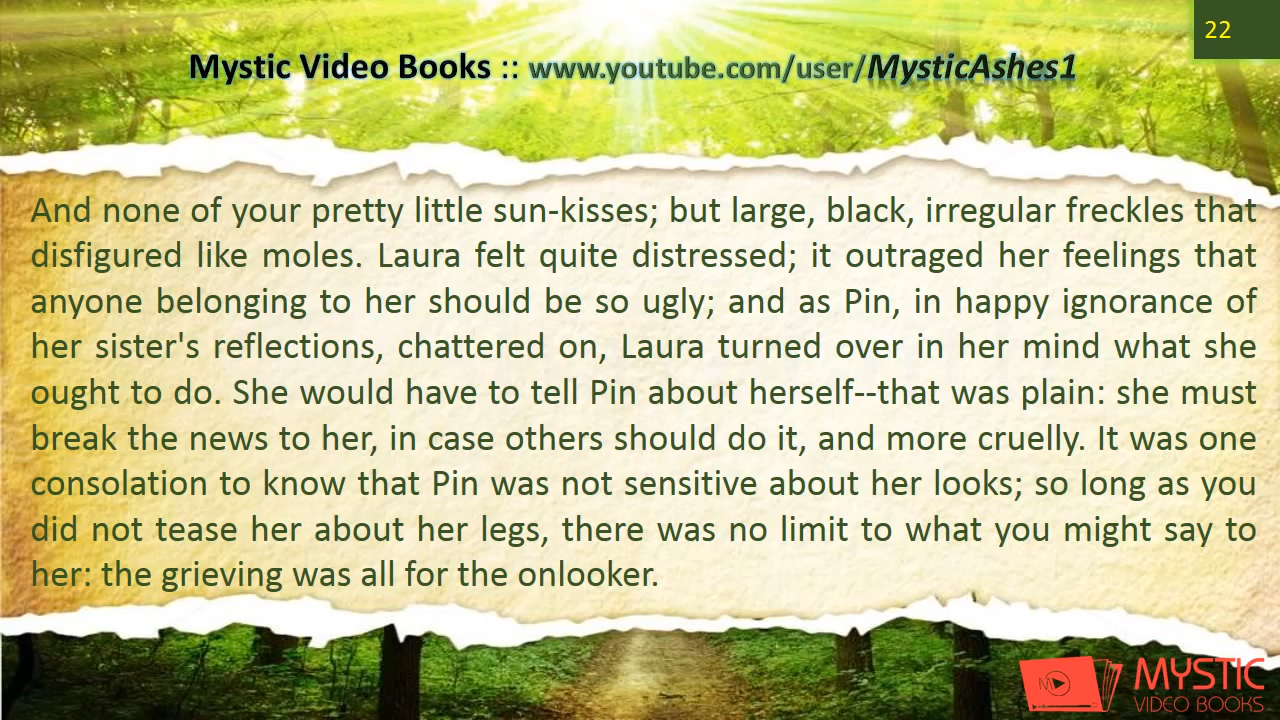 22
Mystic Video Books :: www.youtube.com/user/MysticAshes1
And none of your pretty little sun-kisses; but large, black, irregular freckles that
disfigured like moles. Laura felt quite distressed; it outraged her feelings that
anyone belonging to her should be so ugly; and as Pin, in happy ignorance of
her sister's reflections, chattered on, Laura turned over in her mind what she
ought to do. She would have to tell Pin about herself--that was plain: she must
break the news to her, in case others should do it, and more cruelly. It was one
consolation to know that Pin was not sensitive about her looks; so long as you
did not tease her about her legs, there was no limit to what you might say to
her: the grieving was all for the onlooker.
MYSTIC
VIDEO BOOKS